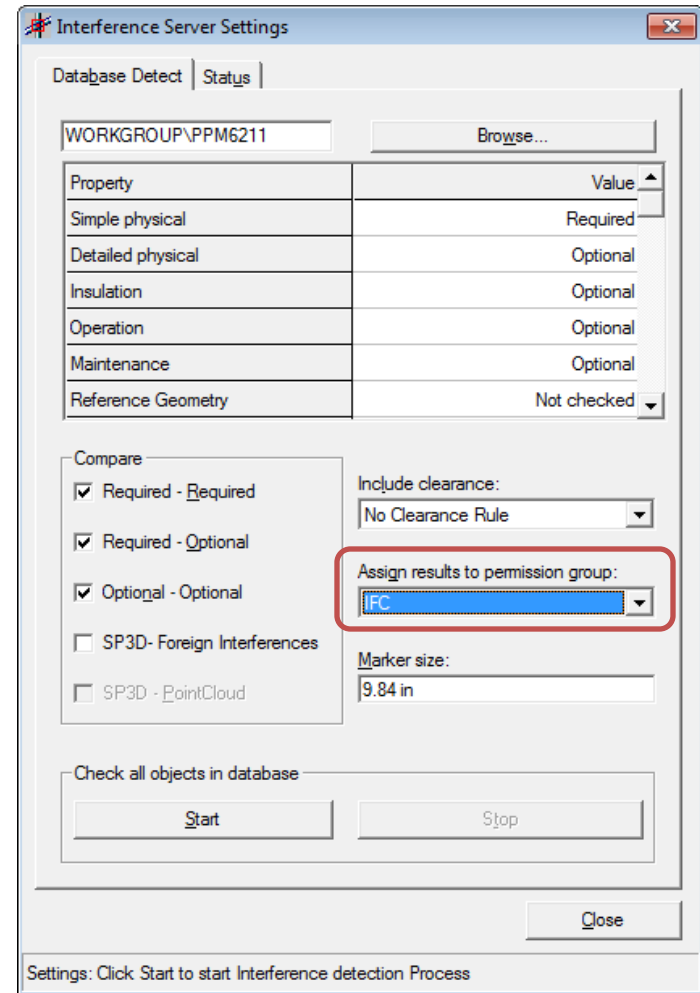 Interference Server Settings
Database Detect Status
WORKGROUP\PPM6211 Browse...
Property Value
Simple physical Required
Detailed physical Optional
Insulation Optional
Operation Optional
Maintenance Optional
Reference Geometry Not checked
Compare
Required - Required
Required - Optional
Optional - Optional
SP3D- Foreign Interferences
SP3D - PointCloud
Include clearance:
No Clearance Rule
Assign results to permission group:
IFC
Marker size:
9.84 in
Check all objects in database
Start Stop
Close
Settings: Click Start to start Interference detection Process